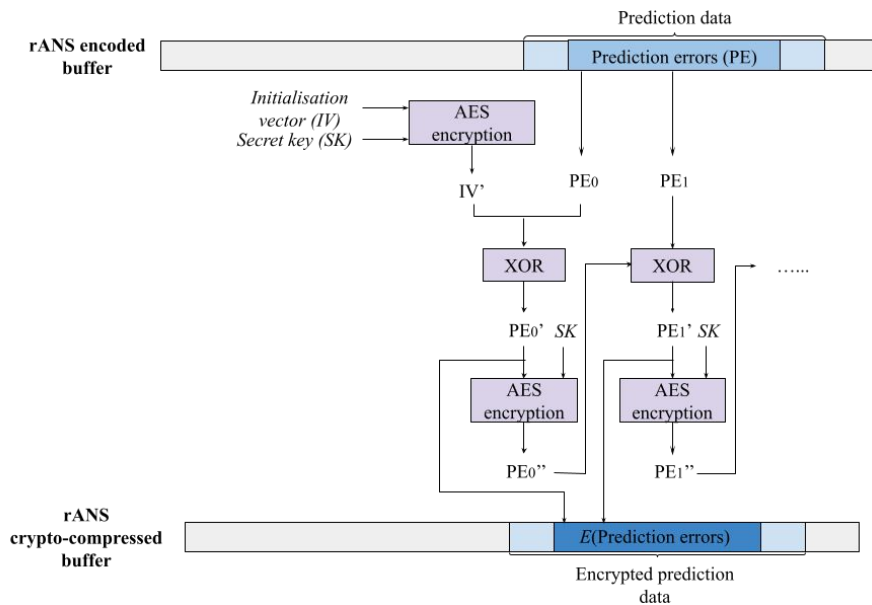 Prediction data
rANS encoded
buffer
Prediction errors (PE)
Initialisation
vector (IV)
Secret key (SK)
AES
encryption
IV’
PE0
PE1
XOR
XOR
…...
PE0’
SK
PE1’
SK
AES
encryption
AES
encryption
PE0’’
PE1’’
rANS
crypto-compressed
buffer
E(Prediction errors)
Encrypted prediction
data